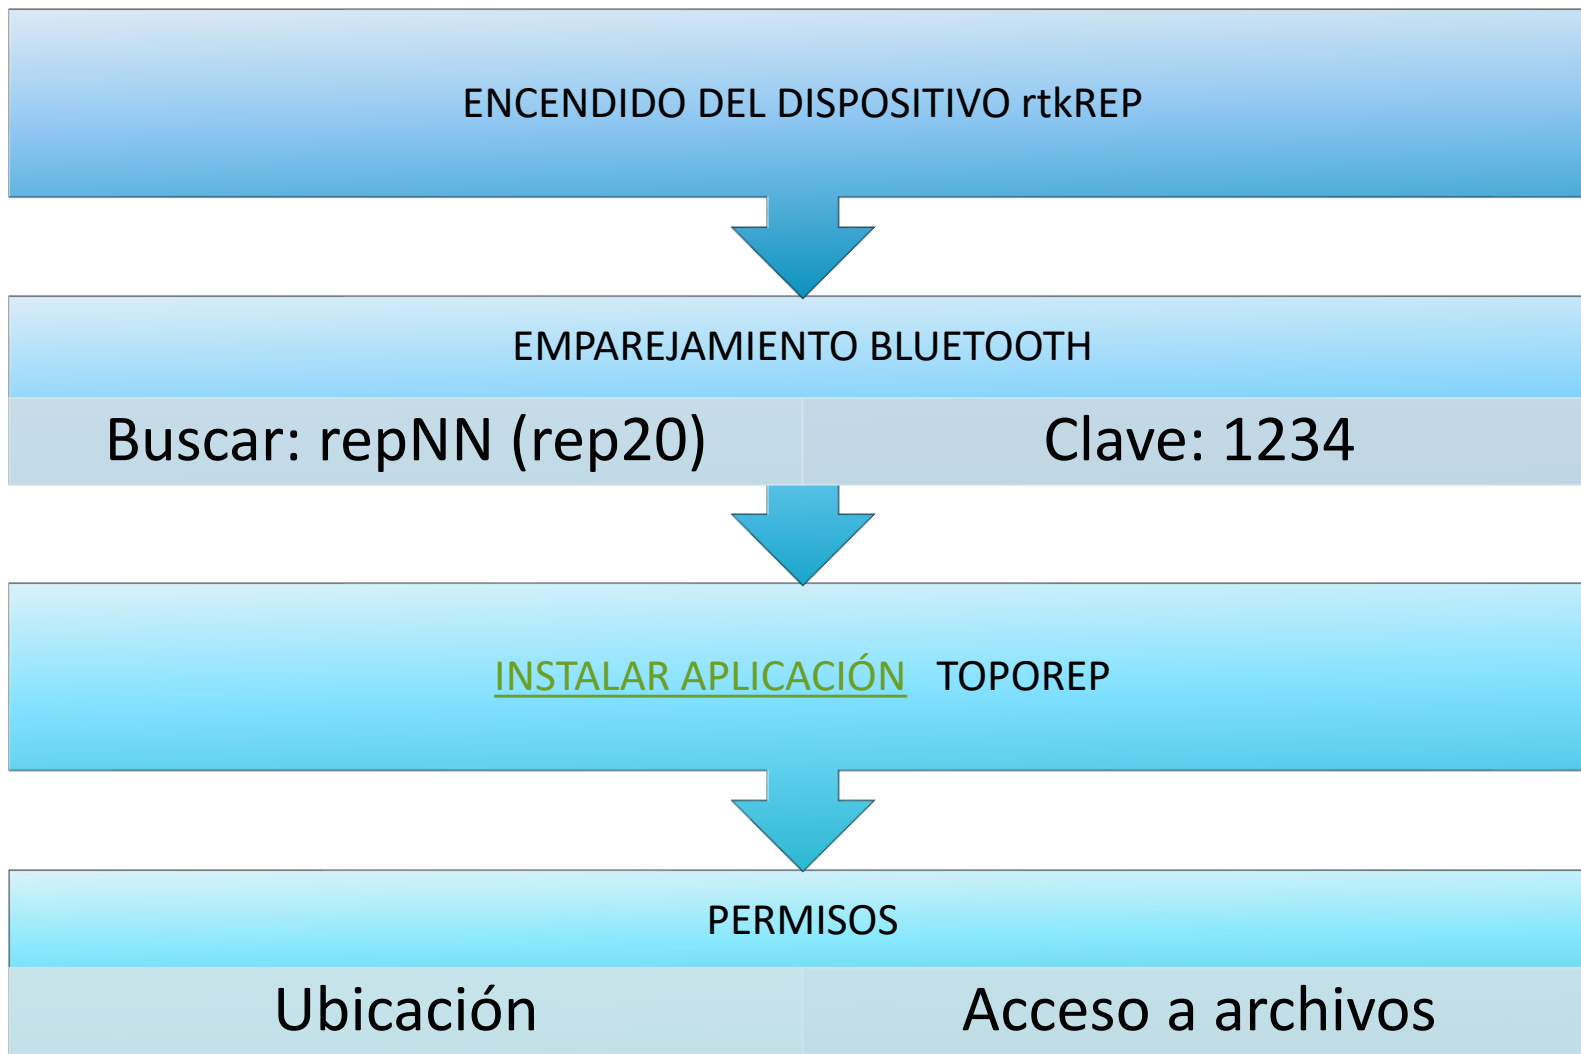 ENCENDIDO DEL DISPOSITIVO rtkREP
EMPAREJAMIENTO BLUETOOTH
Buscar: repNN (rep20)
Clave: 1234
INSTALAR APLICACIÓN TOPOREP
PERMISOS
Ubicación
Acceso a archivos